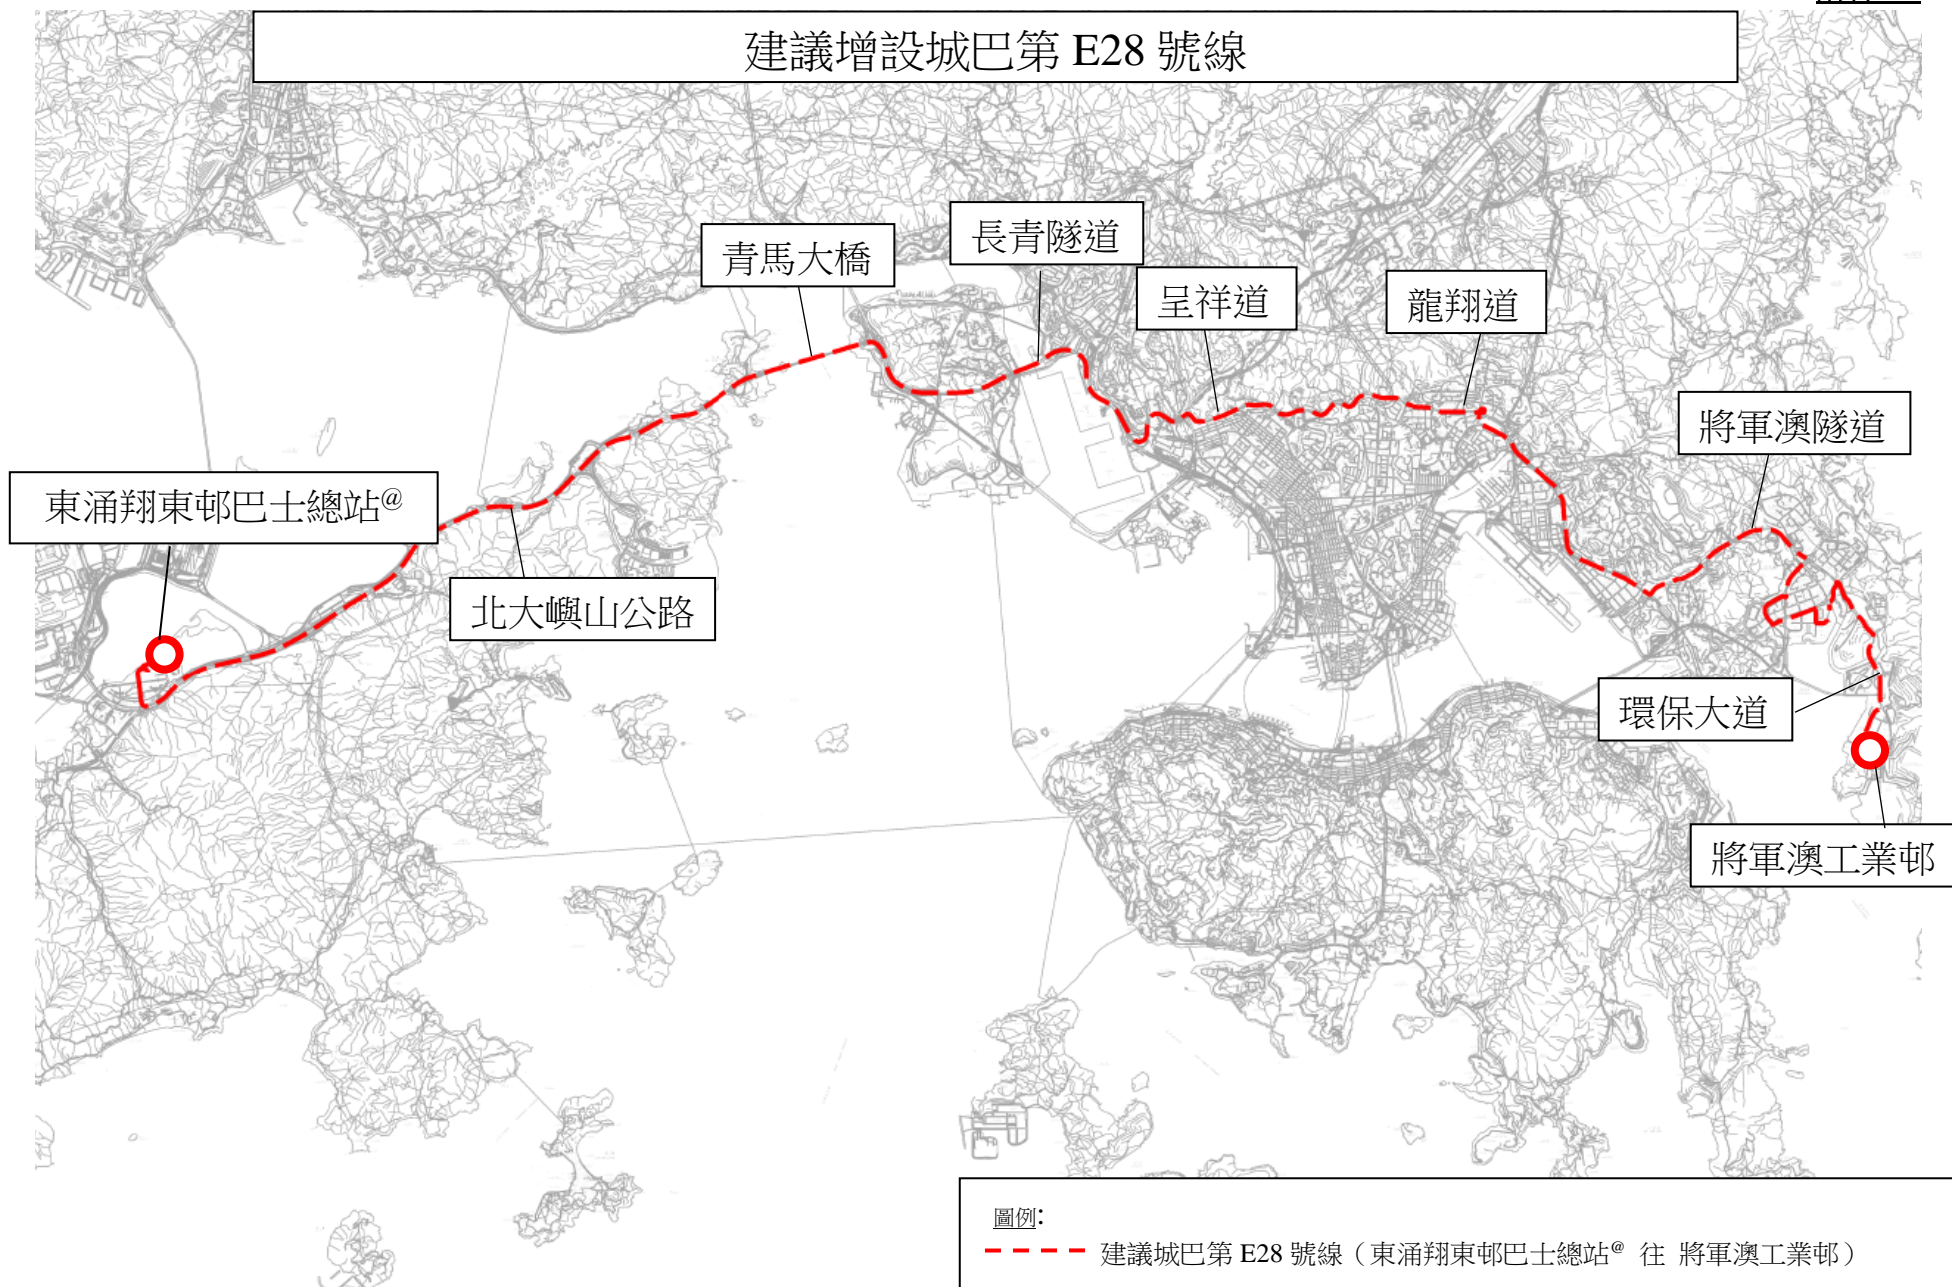 建議增設城巴第 E28 號線
長青隧道
青馬大橋
呈祥道
龍翔道
將軍澳隧道
東涌翔東邨巴士總站@
北大嶼山公路
環保大道
將軍澳工業邨
圖例:
建議城巴第 E28 號線（東涌翔東邨巴士總站@ 往 將軍澳工業邨）